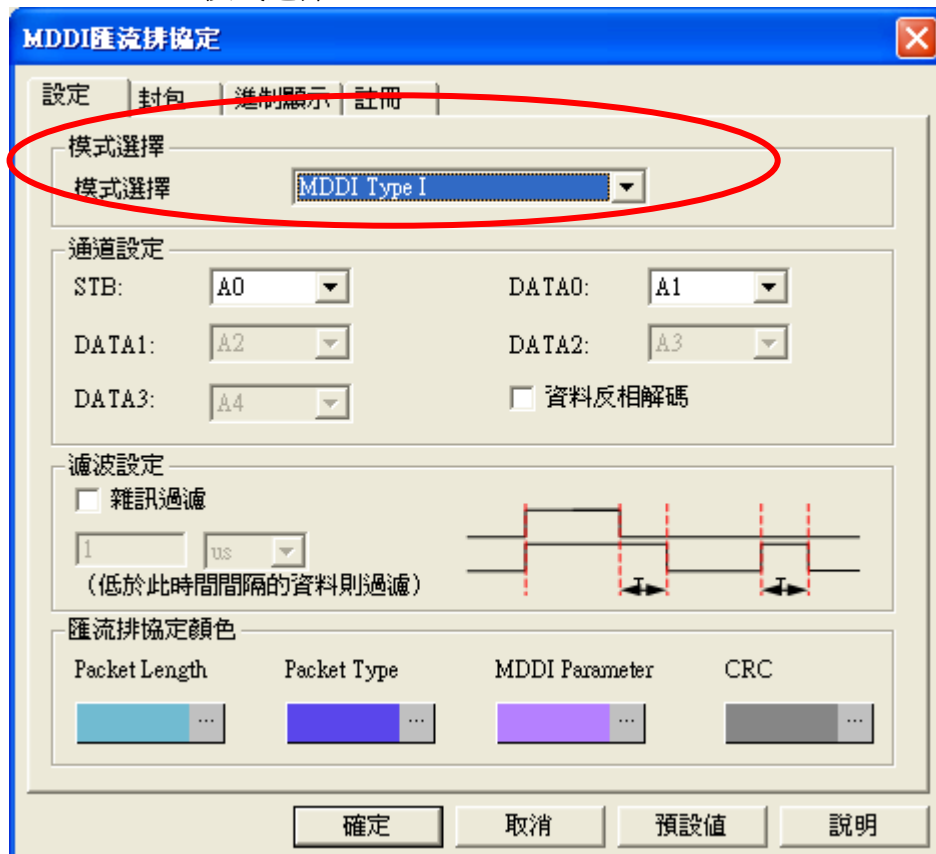 MDDI匯流排協定
設定 封包 進制顯示 註冊
模式選擇
模式選擇 MDDI Type I
通道設定
STB: A0 DATA0: A1
DATA1: A2 DATA2: A3
DATA3: A4 資料反相解碼
濾波設定
雜訊過濾
1 us
(低於此時間間隔的資料則過濾)
T T
匯流排協定顏色
Packet Length Packet Type MDDI Parameter CRC
... ... ... ...
確定 取消 預設值 說明